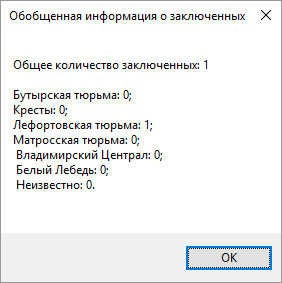 Обобщенная информация о заключенных
Общее количество заключенных: 1
Бутырская тюрьма: 0;
Кресты: 0;
Лефортовская тюрьма: 1;
Матросская тюрьма: 0;
Владимирский Централ: 0;
Белый Лебедь: 0;
Неизвестно: 0.
OK